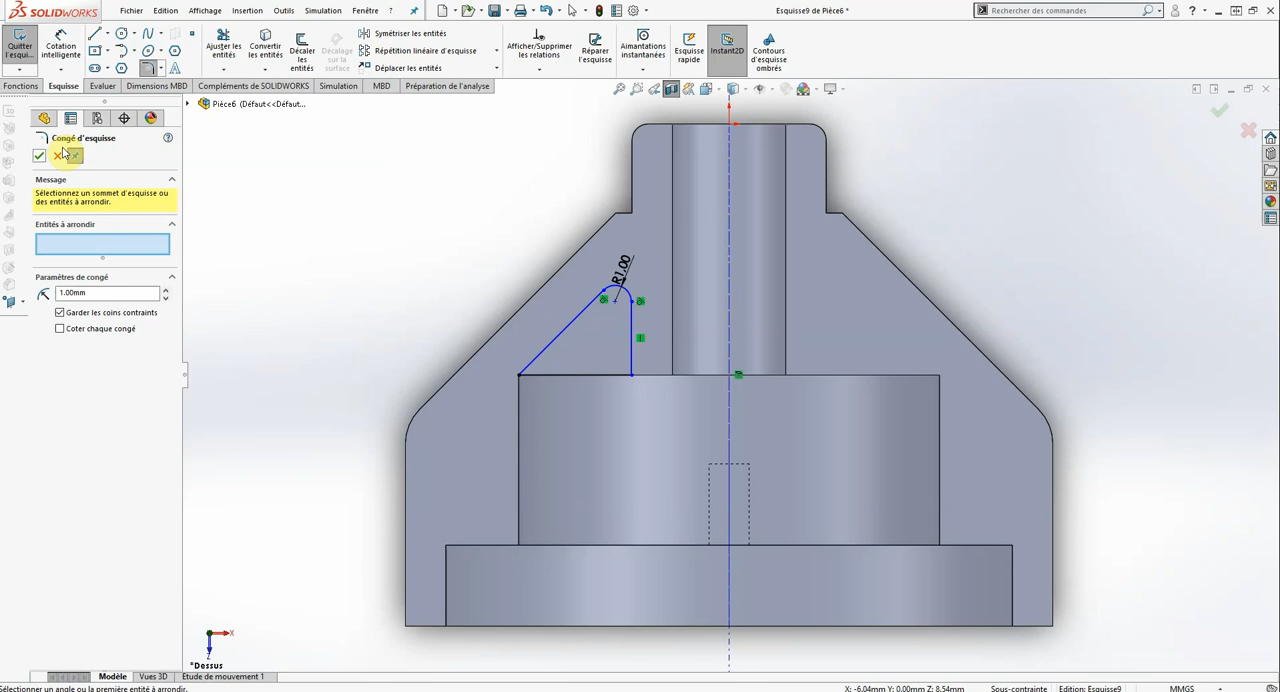 SOLIDWORKS
Fichier
Edition
Affichage
Insertion
Outils
Simulation
Fenêtre
?
Esquisse9 de Pièce6 *
Rechercher des commandes
?
Quitter
l'esqui...
Cotation
intelligente
Ajuster les
entités
Convertir
les entités
Décaler
les
entités
Décalage
sur la
surface
Symétriser les entités
Répétition linéaire d'esquisse
Déplacer les entités
Afficher/Supprimer
les relations
Réparer
l'esquisse
Aimantations
instantanées
Esquisse
rapide
Instant2D
Contours
d'esquisse
ombrés
Fonctions
Esquisse
Evaluer
Dimensions MBD
Compléments de SOLIDWORKS
Simulation
MBD
Préparation de l'analyse
Pièce6 (Défaut<<Défaut...
Congé d'esquisse
Message
Sélectionnez un sommet d'esquisse ou
des entités à arrondir.
Entités à arrondir
Paramètres de congé
1.00mm
Garder les coins contraints
Coter chaque congé
R1.00
X
Z
*Dessus
Modèle
Vues 3D
Etude de mouvement 1
Sélectionner un angle ou la première entité à arrondir.
X: -6.04mm Y: 0.00mm Z: 8.54mm
Sous-contrainte
Edition: Esquisse9
MMGS